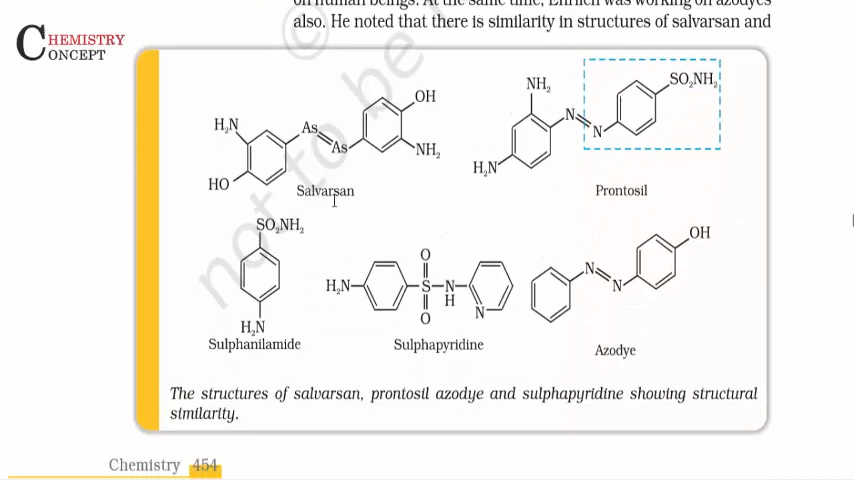 on human beings. At the same time, Ehrlich was working on azodyes
also. He noted that there is similarity in structures of salvarsan and
CHEMISTRY
CONCEPT
©
not to be
H₂N
HO
As
As
OH
NH₂
Salvarsan
NH₂
H₂N
N
N
SO₂NH₂
Prontosil
SO₂NH₂
H₂N
Sulphanilamide
H₂N
O
S
O
N
H
N
Sulphapyridine
N
N
OH
Azodye
The structures of salvarsan, prontosil azodye and sulphapyridine showing structural
similarity.
Chemistry 454